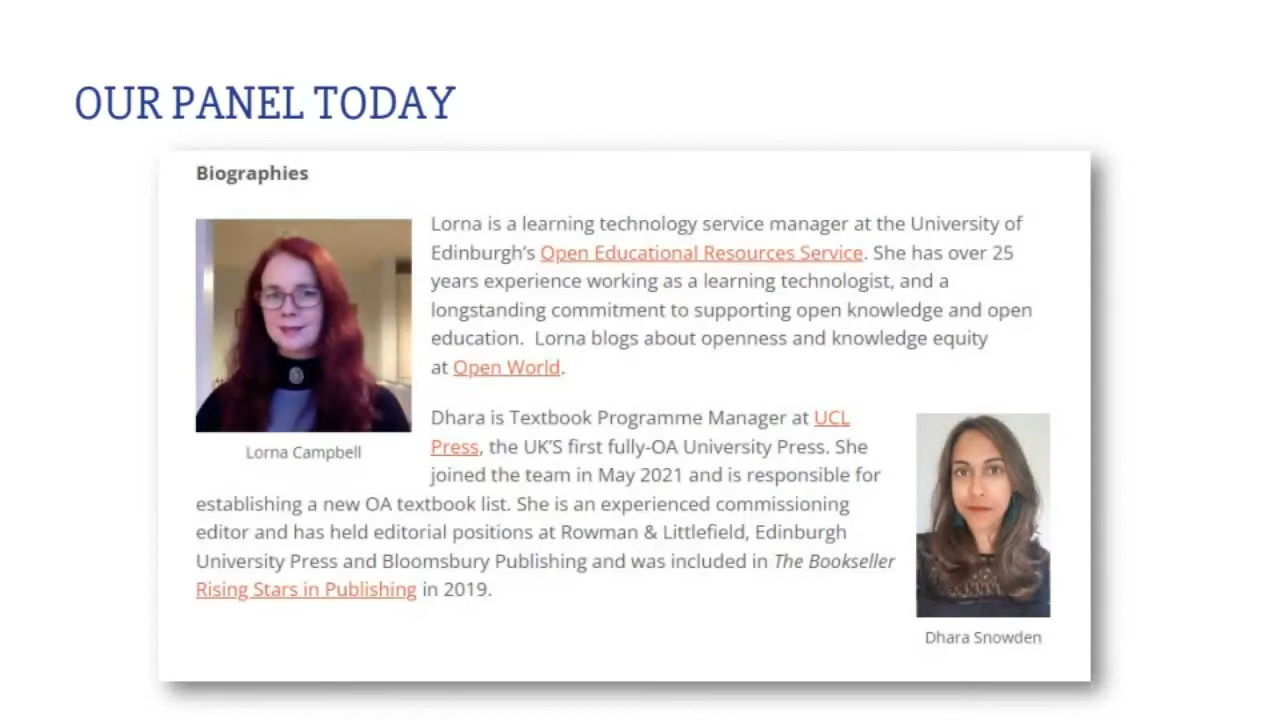 OUR PANEL TODAY
Biographies
Lorna is a learning technology service manager at the University of
Edinburgh's Open Educational Resources Service. She has over 25
years experience working as a learning technologist, and a
longstanding commitment to supporting open knowledge and open
education. Lorna blogs about openness and knowledge equity
at Open World.
Lorna Campbell
Dhara is Textbook Programme Manager at UCL
Press, the UK'S first fully-OA University Press. She
joined the team in May 2021 and is responsible for
establishing a new OA textbook list. She is an experienced commissioning
editor and has held editorial positions at Rowman & Littlefield, Edinburgh
University Press and Bloomsbury Publishing and was included in The Bookseller
Rising Stars in Publishing in 2019.
Dhara Snowden